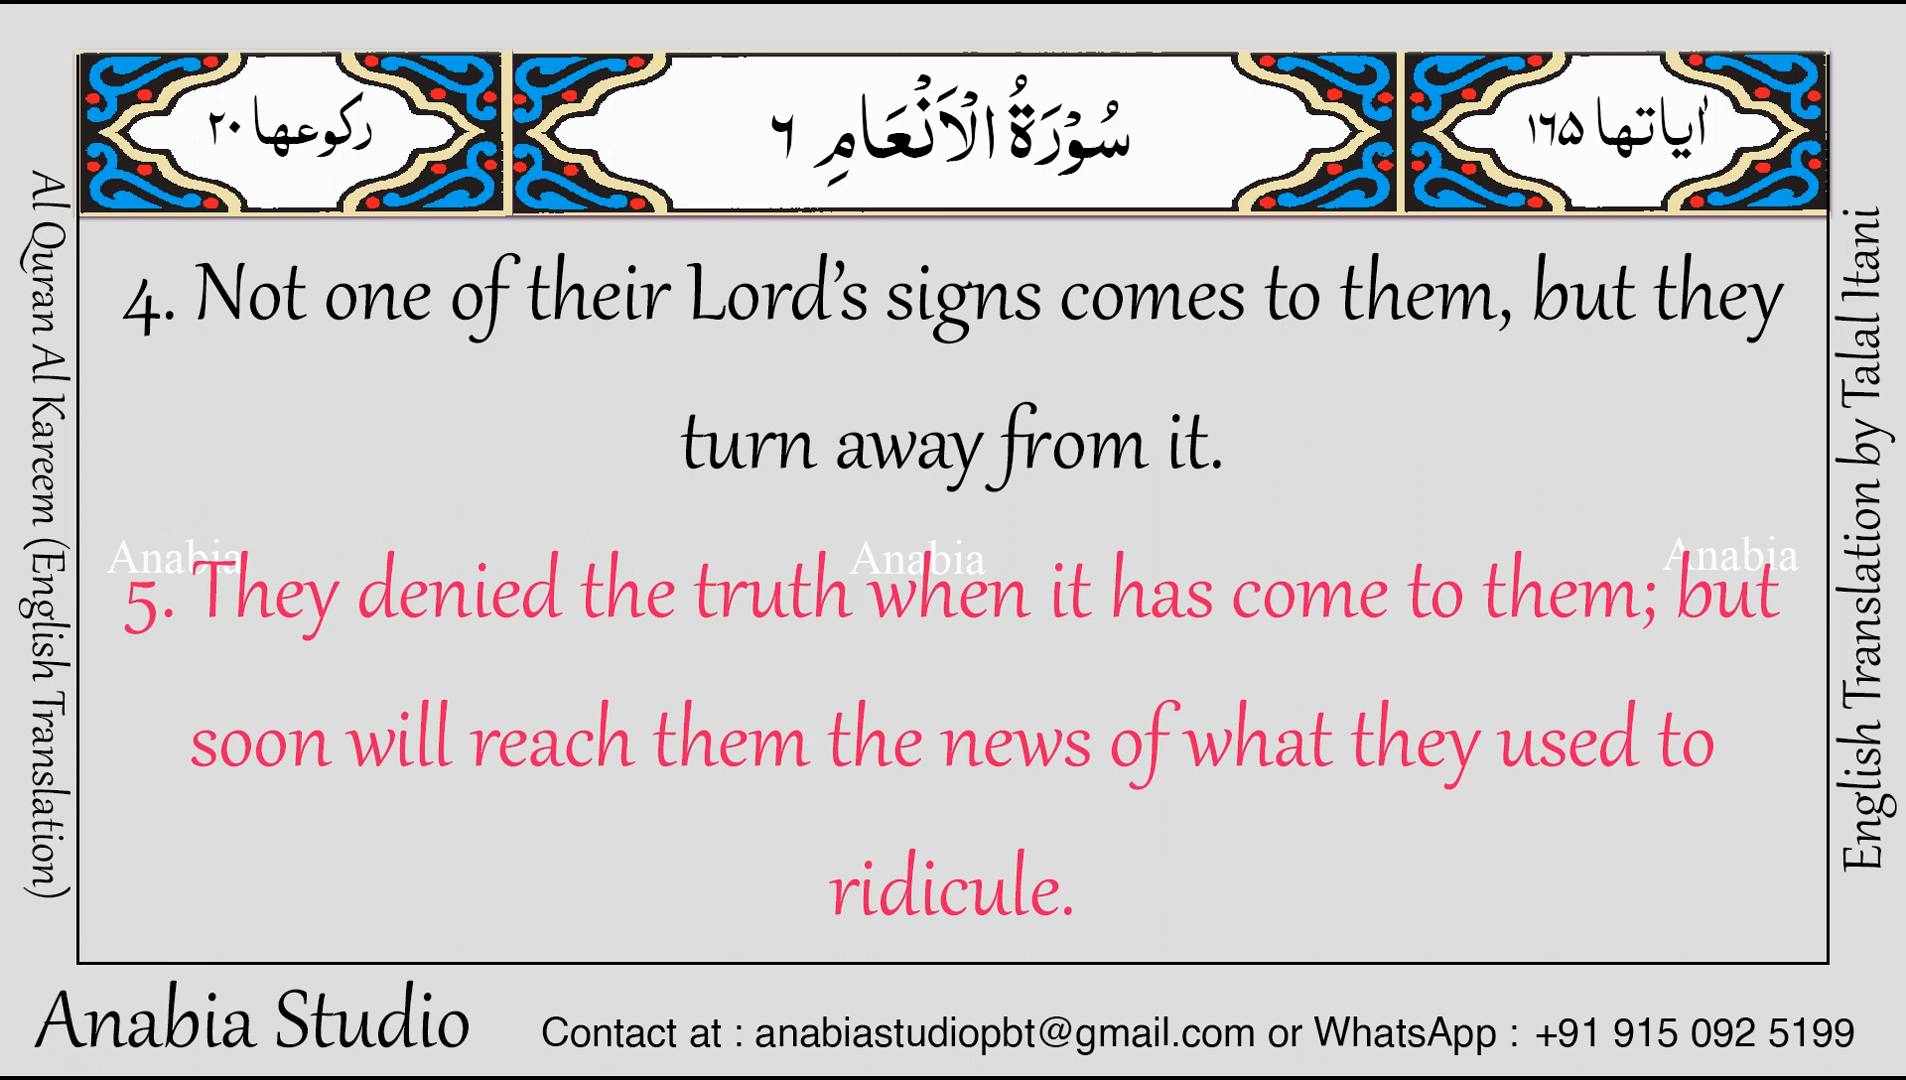 اٰیاتها ١٦٥
سُوْرَةُ الْاَنْعَامِ ٦
ركوعها ٢٠
4. Not one of their Lord’s signs comes to them, but they
turn away from it.
Anabia Anabia Anabia
5. They denied the truth when it has come to them; but
soon will reach them the news of what they used to
ridicule.
Al Quran Al Kareem (English Translation)
English Translation by Talal Itani
Anabia Studio
Contact at : anabiastudiopbt@gmail.com or WhatsApp : +91 915 092 5199